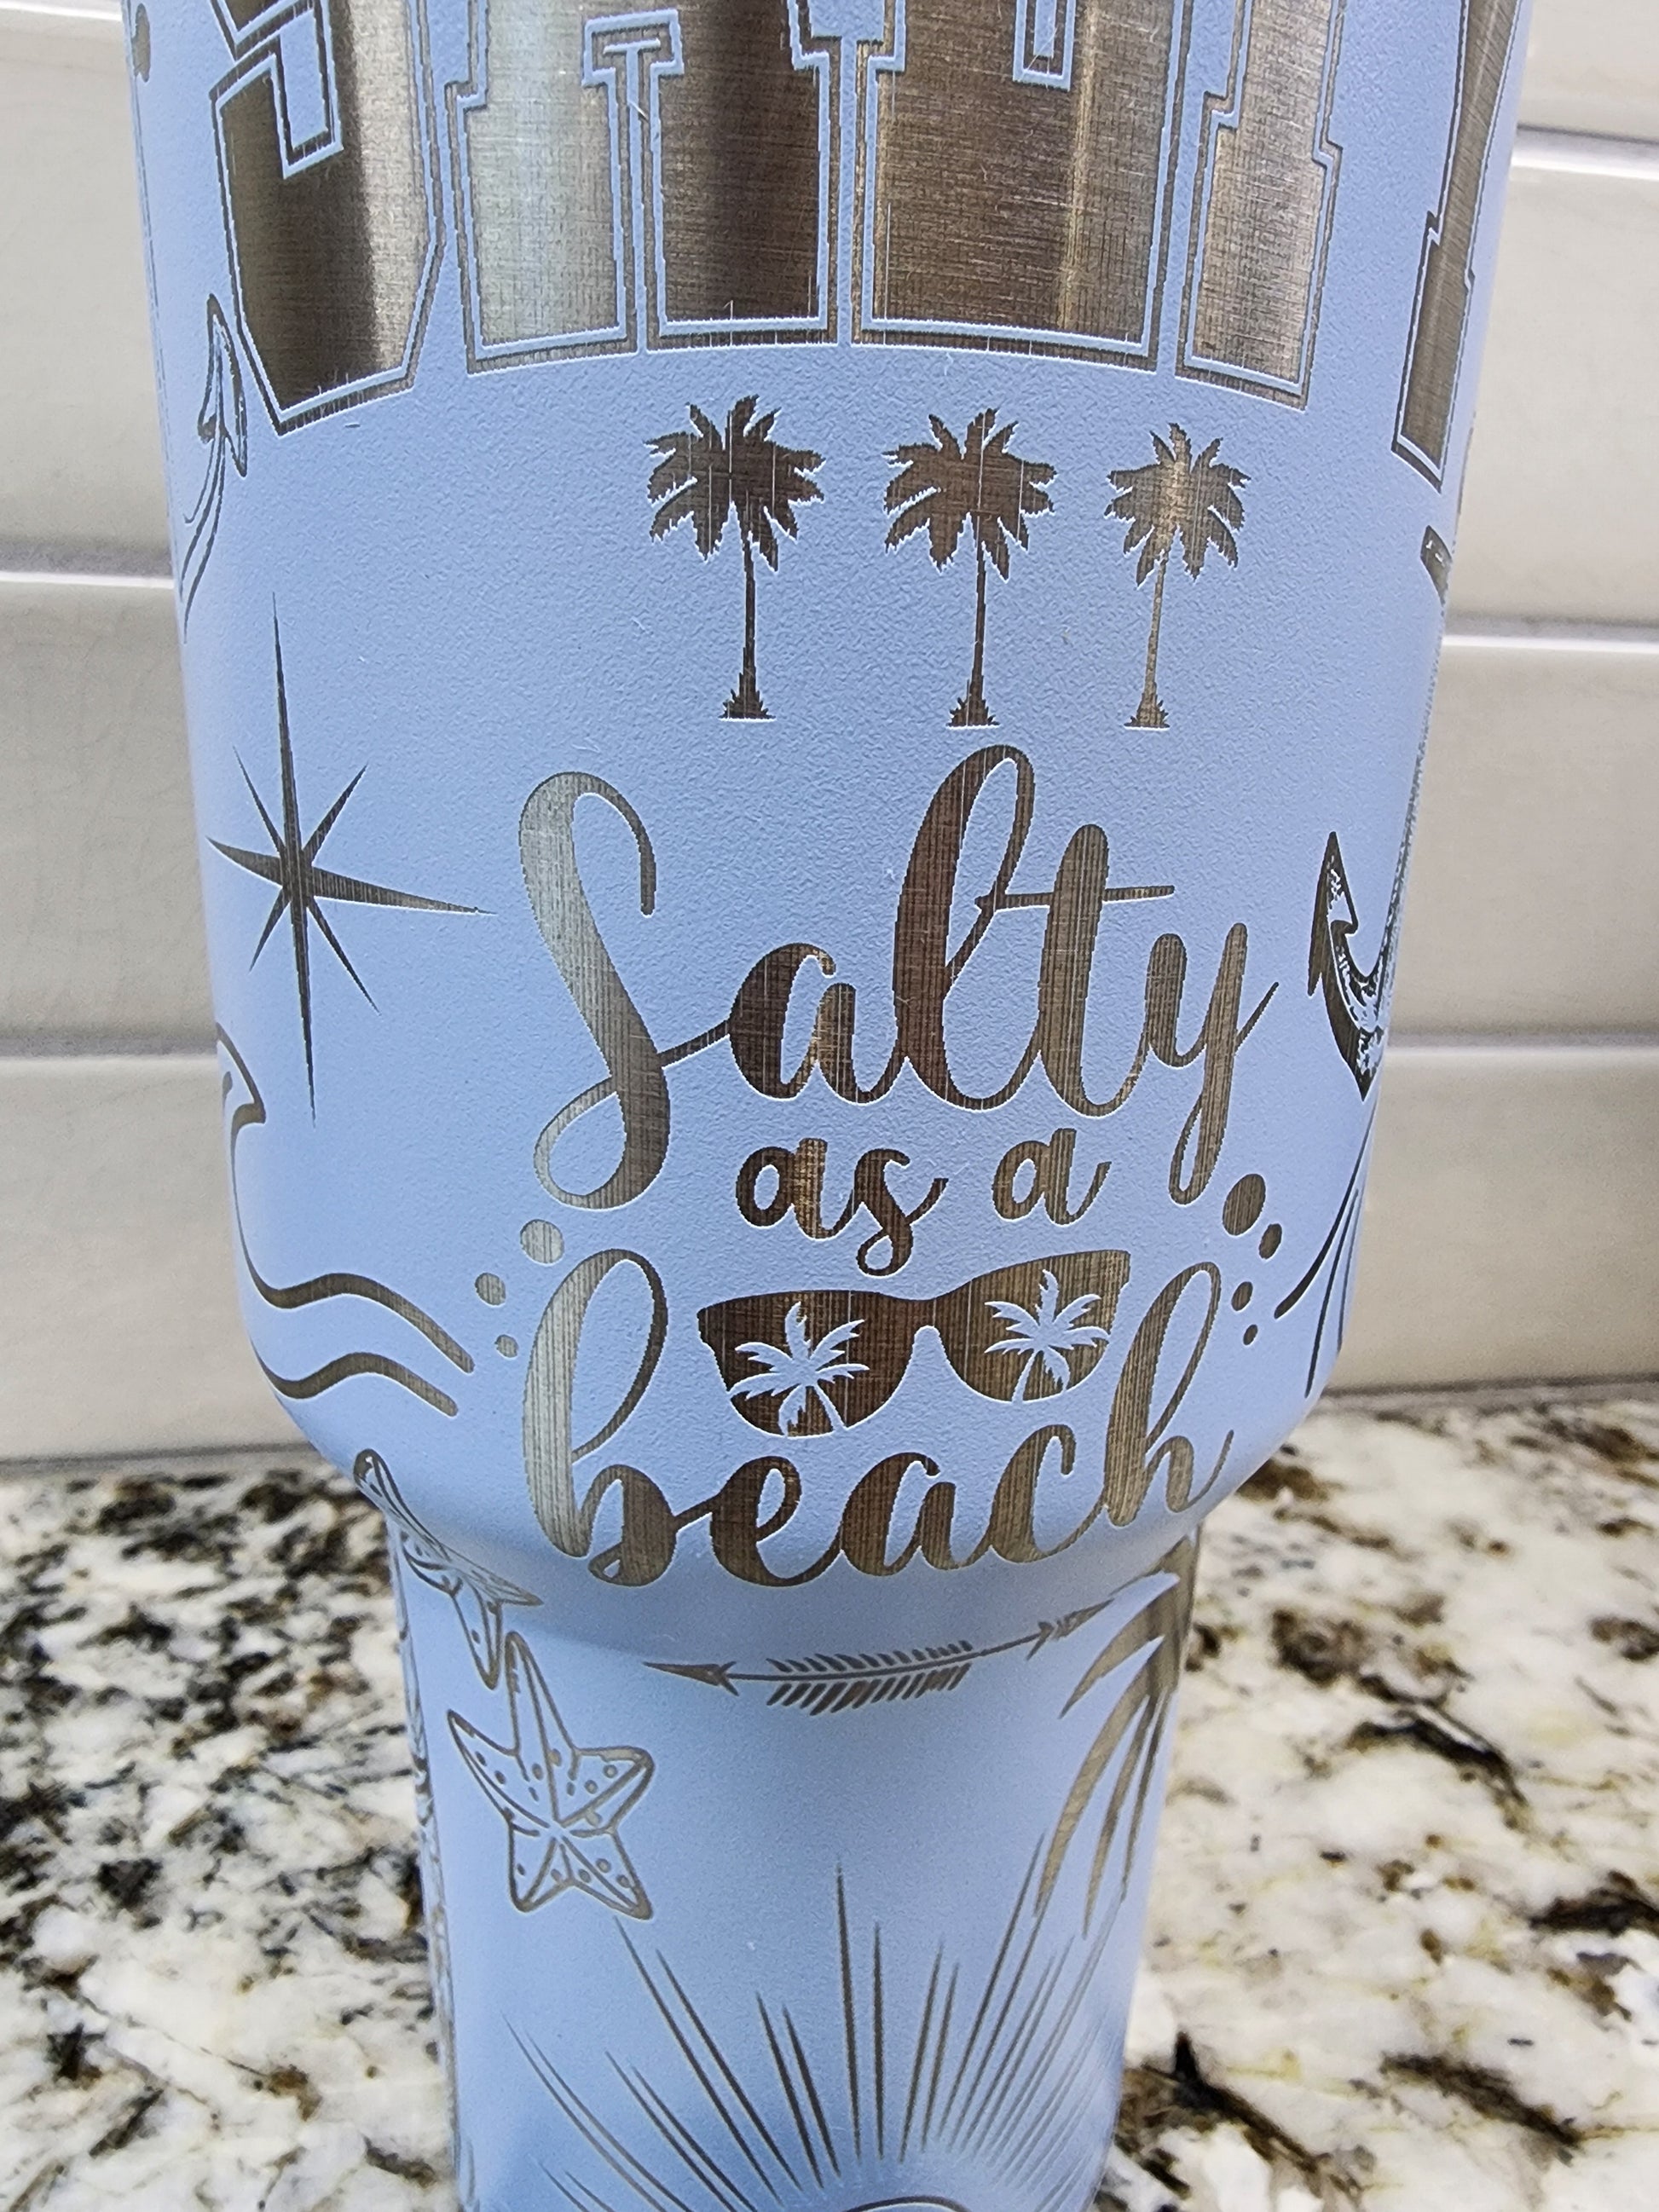 Salty
as a
beach